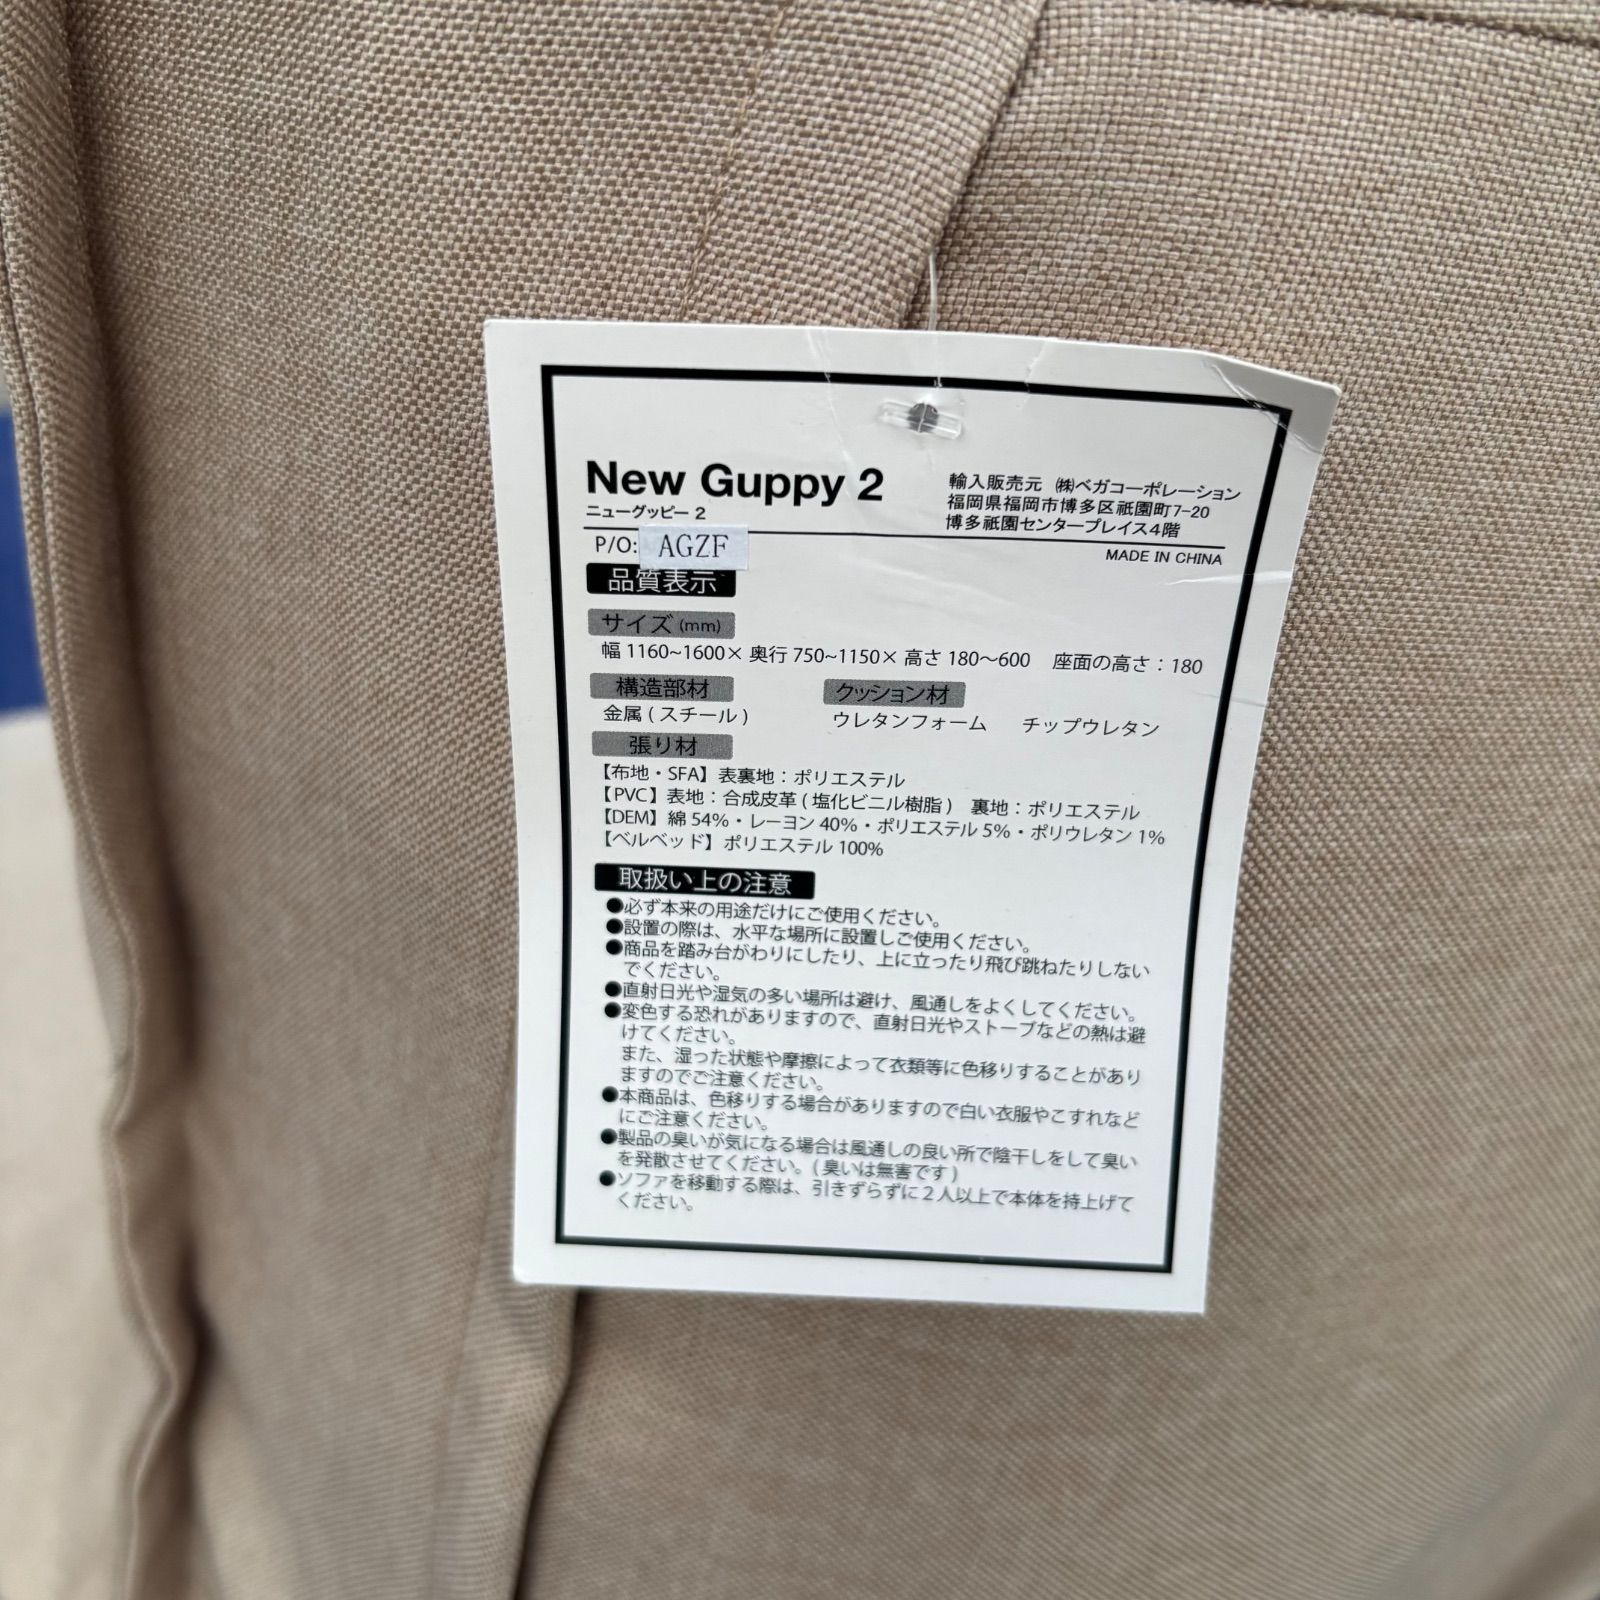 New Guppy 2
ニューグッピー 2
輸入販売元 ㈱ベガコーポレーション
福岡県福岡市博多区祇園町7-20
博多祇園センタープレイス4階
P/O: AGZF
MADE IN CHINA
品質表示
サイズ (mm)
幅 1160~1600× 奥行 750~1150× 高さ 180～600 座面の高さ：180
構造部材 クッション材
金属 ( スチール ) ウレタンフォーム チップウレタン
張り材
【布地・SFA】表裏地：ポリエステル
【PVC】表地：合成皮革 ( 塩化ビニル樹脂 ) 裏地：ポリエステル
【DEM】綿 54%・レーヨン 40%・ポリエステル 5%・ポリウレタン 1%
【ベルベッド】ポリエステル 100%
取扱い上の注意
●必ず本来の用途だけにご使用ください。
●設置の際は、水平な場所に設置しご使用ください。
●商品を踏み台がわりにしたり、上に立ったり飛び跳ねたりしない
でください。
●直射日光や湿気の多い場所は避け、風通しをよくしてください。
●変色する恐れがありますので、直射日光やストーブなどの熱は避
けてください。
また、湿った状態や摩擦によって衣類等に色移りすることがあり
ますのでご注意ください。
●本商品は、色移りする場合がありますので白い衣服やこすれなど
にご注意ください。
●製品の臭いが気になる場合は風通しの良い所で陰干しをして臭い
を発散させてください。( 臭いは無害です )
●ソファを移動する際は、引きずらずに 2 人以上で本体を持上げて
ください。